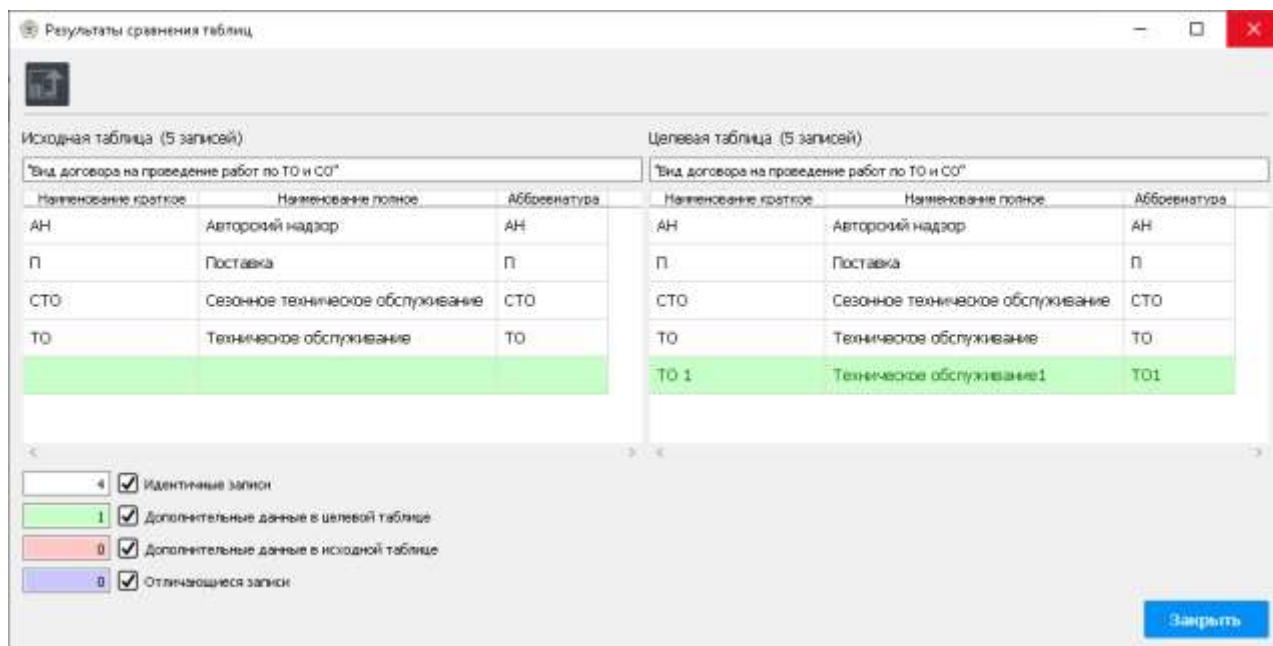 Результаты сравнения таблиц
Исходная таблица (5 записей)
Целевая таблица (5 записей)
"Вид договора на проведение работ по ТО и СО"
"Вид договора на проведение работ по ТО и СО"
Наименование краткое Наименование полное Аббревиатура
Наименование краткое Наименование полное Аббревиатура
АН Авторский надзор АН АН Авторский надзор АН
П Поставка П П Поставка П
СТО Сезонное техническое обслуживание СТО СТО Сезонное техническое обслуживание СТО
ТО Техническое обслуживание ТО ТО Техническое обслуживание ТО
ТО 1 Техническое обслуживание1 ТО1
4 Идентичные записи
1 Дополнительные данные в целевой таблице
0 Дополнительные данные в исходной таблице
0 Отличающиеся записи
Закрыть